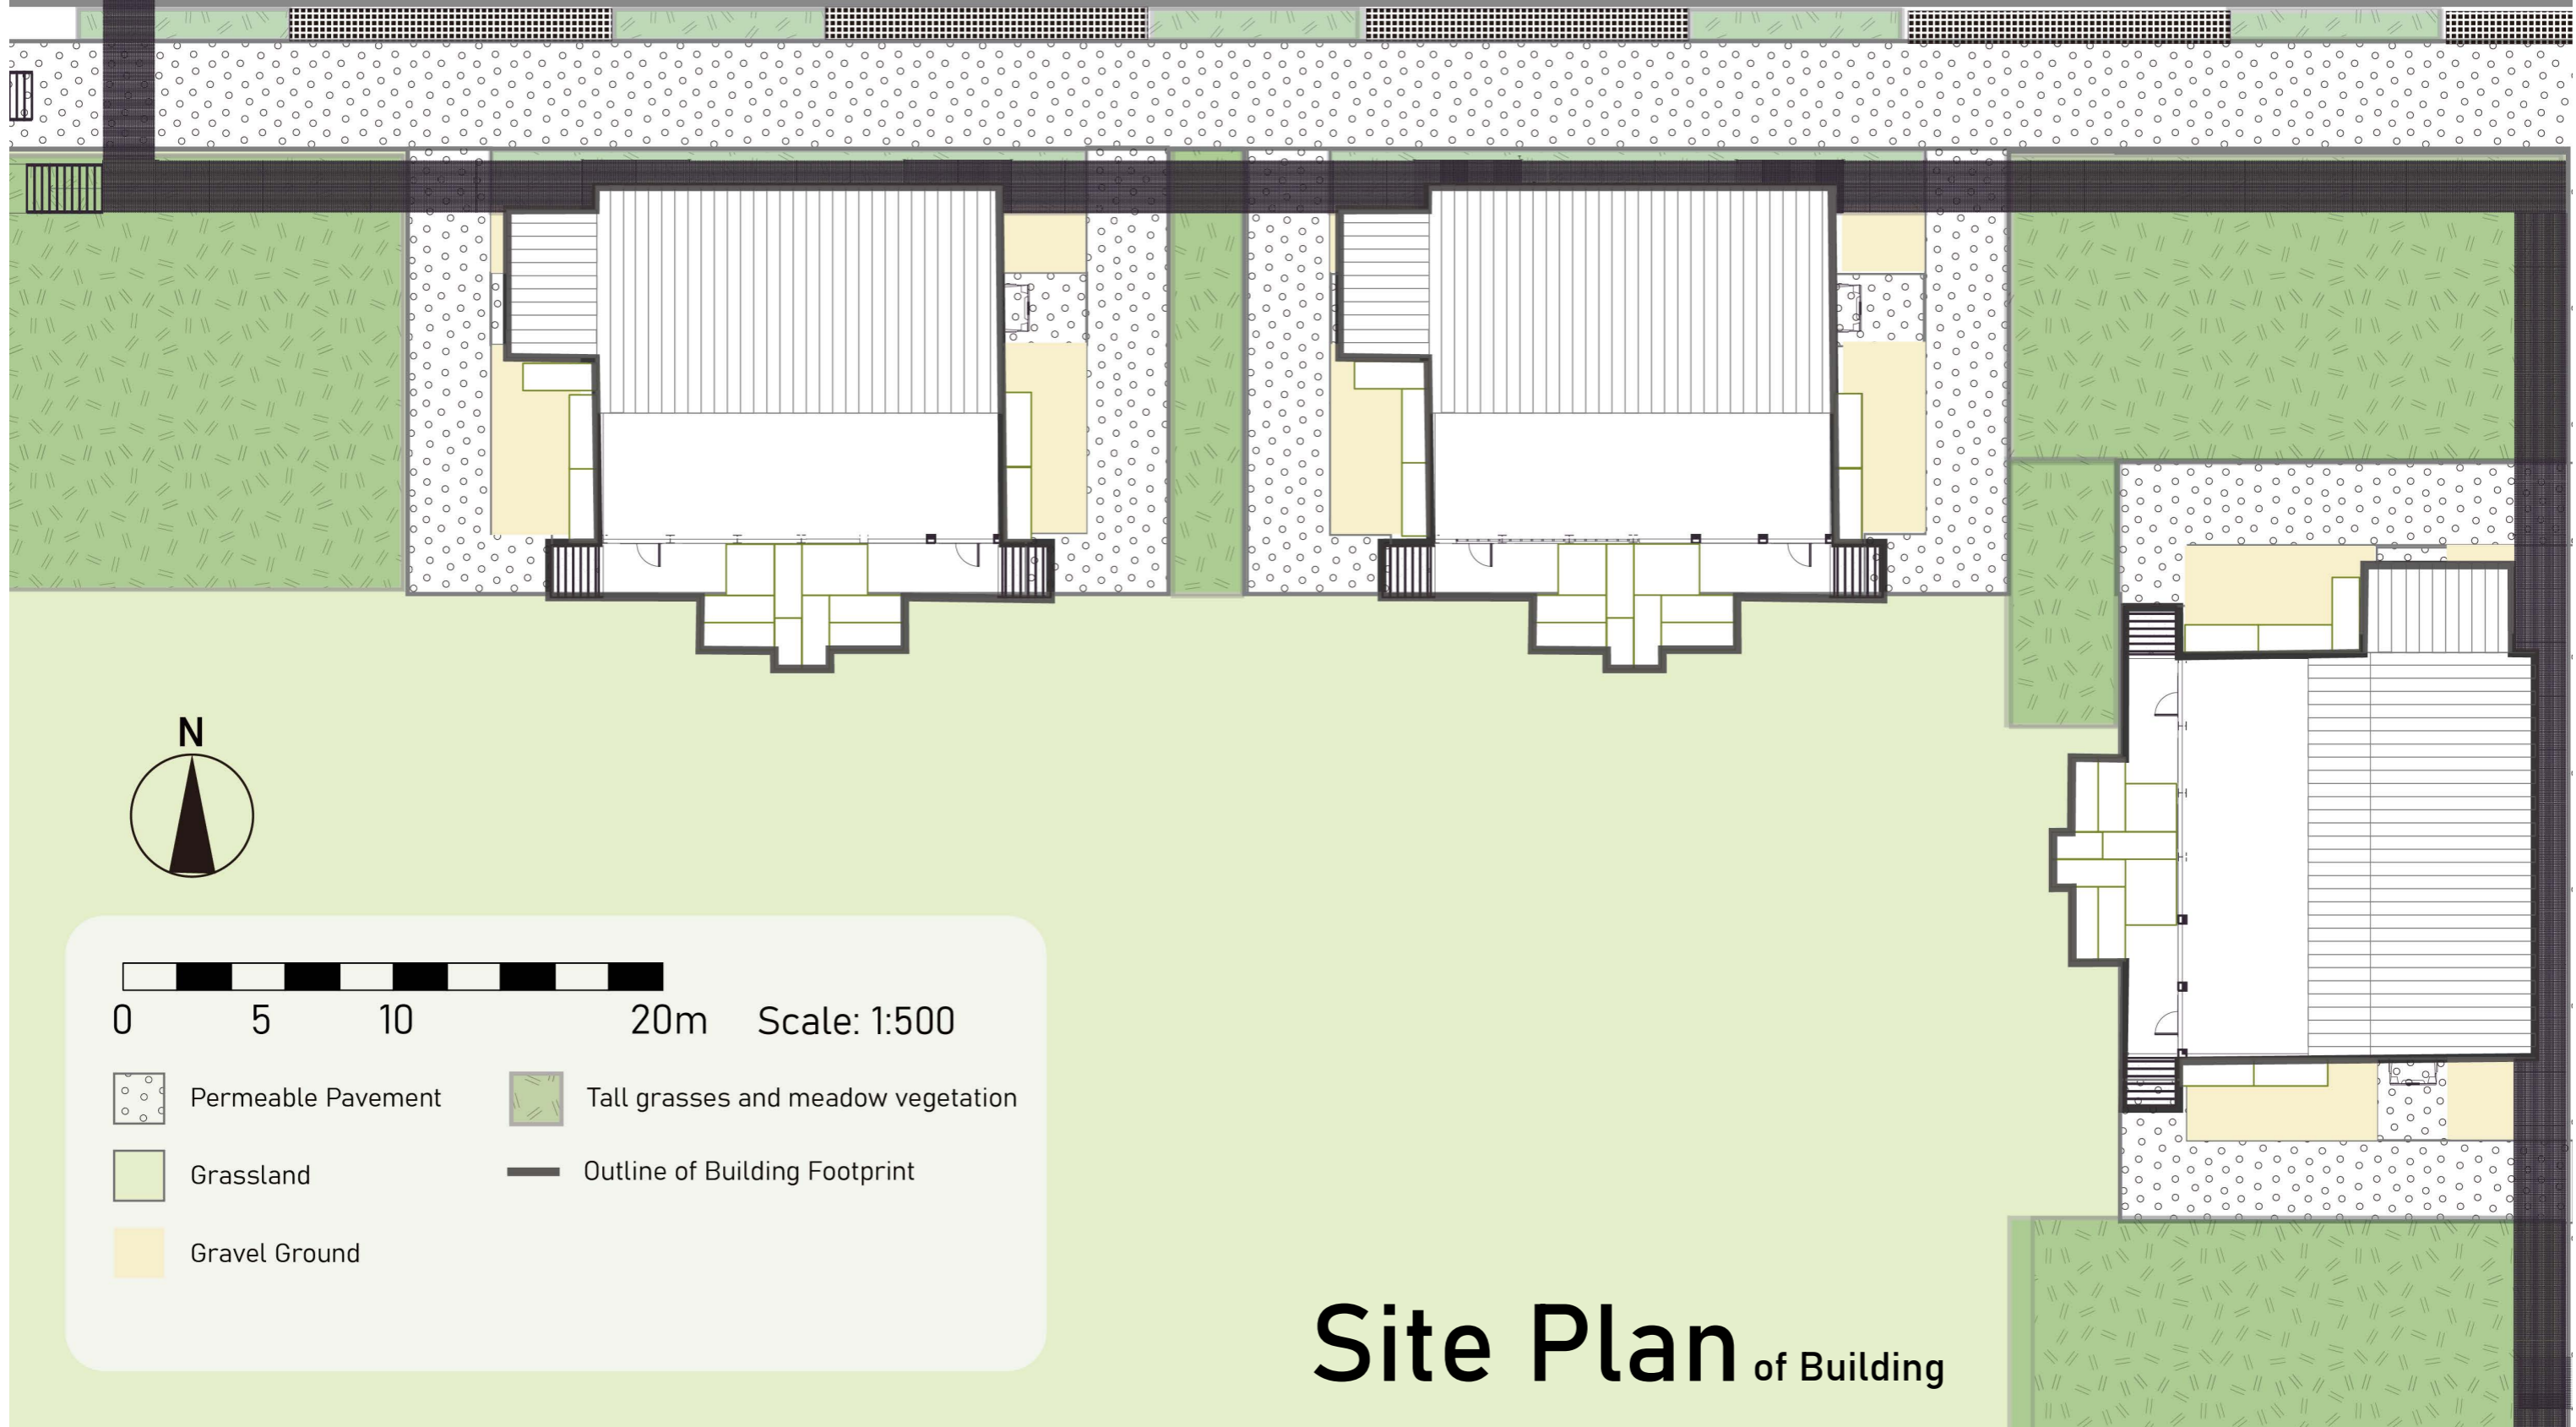 N
0 5 10 20m Scale: 1:500
Permeable Pavement
Tall grasses and meadow vegetation
Grassland
Outline of Building Footprint
Gravel Ground
Site Plan of Building